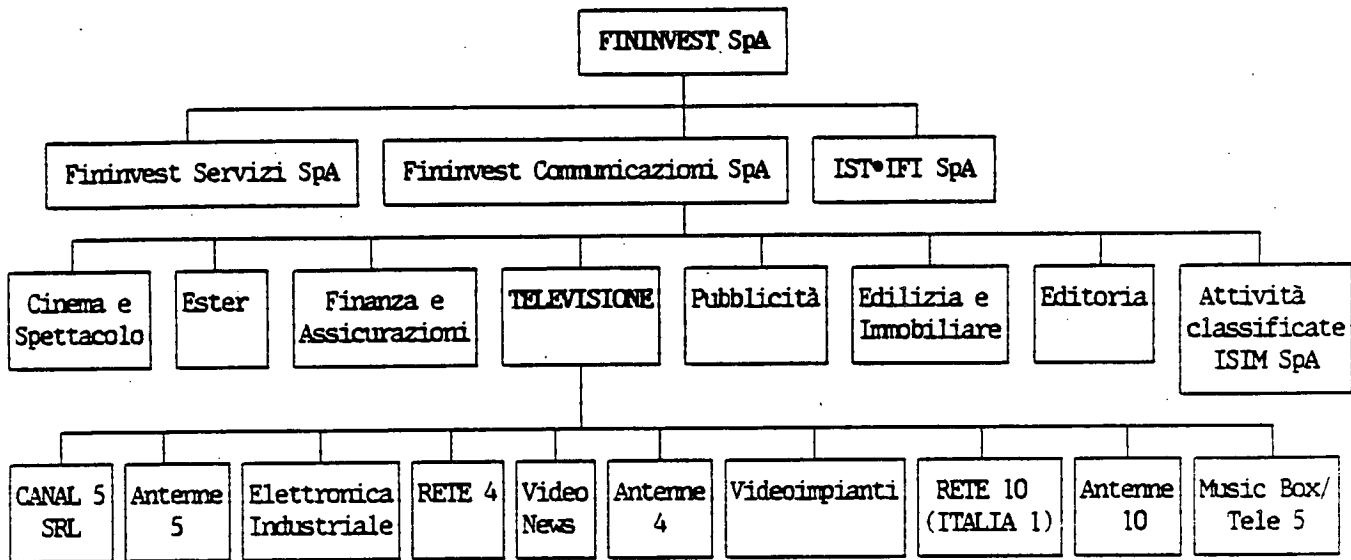 FININVEST SpA
Fininvest Servizi SpA
Fininvest Communicazioni SpA
IST•IFI SpA
Cinema e
Spettacolo
Ester
Finanza e
Assicurazioni
TELEVISIONE
Pubblicità
Edilizia e
Immobiliare
Editoria
Attività
classificate
ISIM SpA
CANAL 5
SRL
Antenne
5
Elettronica
Industriale
RETE 4
Video
News
Antenne
4
Videoimpianti
RETE 10
(ITALIA 1)
Antenne
10
Music Box/
Tele 5